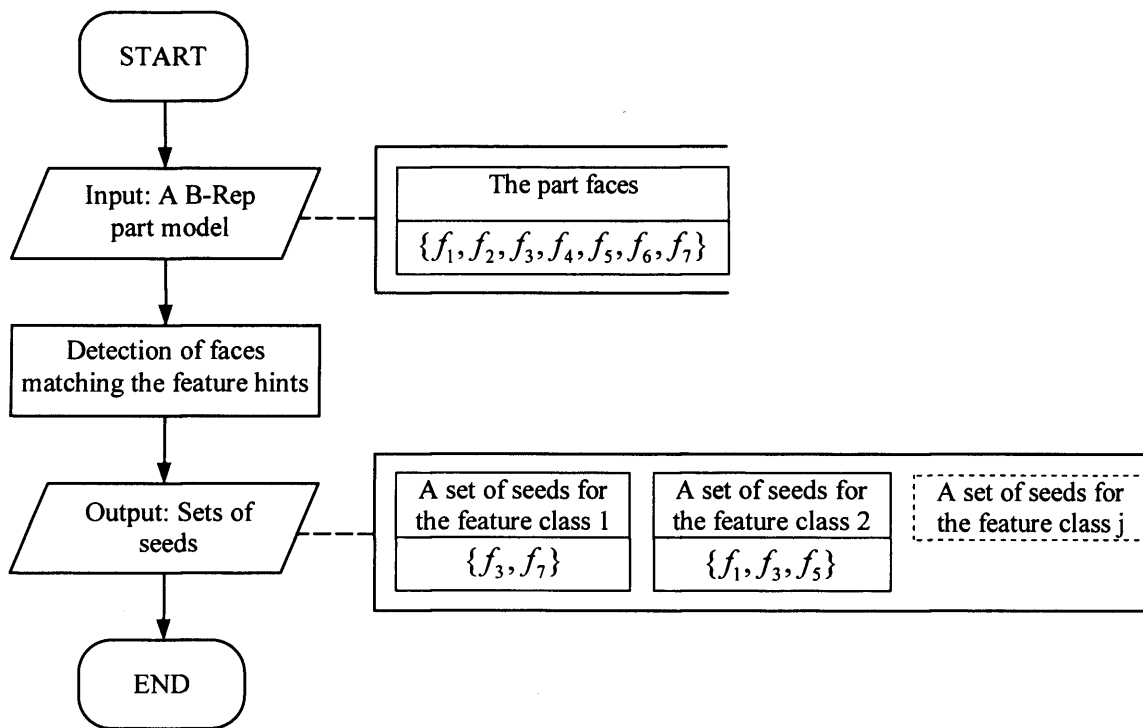 START
Input: A B-Rep
part model
The part faces
{f₁, f₂, f₃, f₄, f₅, f₆, f₇}
Detection of faces
matching the feature hints
Output: Sets of
seeds
A set of seeds for
the feature class 1
{f₃, f₇}
A set of seeds for
the feature class 2
{f₁, f₃, f₅}
A set of seeds for
the feature class j
END